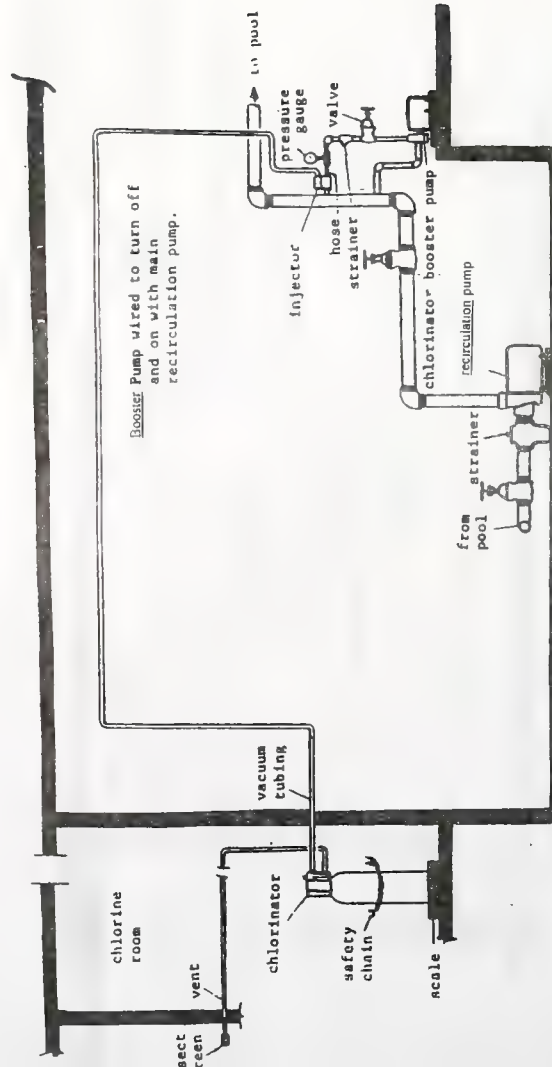 Booster Pump wired to turn off
and on with main
recirculation pump.
to pool
pressure
gauge
valve
injector
hose
strainer
chlorinator booster pump
recirculation pump
strainer
from
pool
vacuum
tubing
chlorine
room
vent
chlorinator
safety
chain
scale